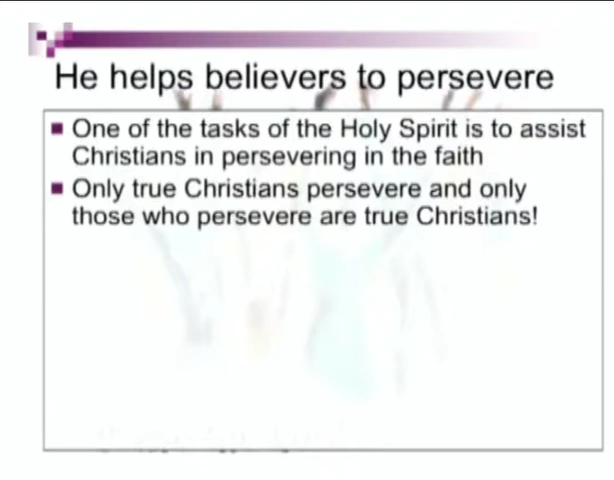 He helps believers to persevere
One of the tasks of the Holy Spirit is to assist
Christians in persevering in the faith
Only true Christians persevere and only
those who persevere are true Christians!